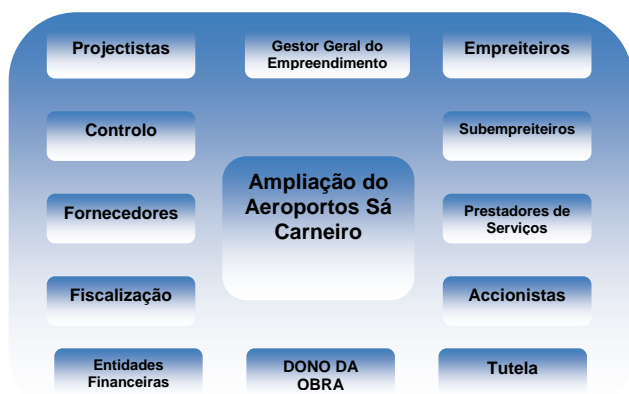 Projectistas
Gestor Geral do
Empreendimento
Empreiteiros
Controlo
Subempreiteiros
Ampliação do
Aeroportos Sá
Carneiro
Fornecedores
Prestadores de
Serviços
Fiscalização
Accionistas
Entidades
Financeiras
DONO DA
OBRA
Tutela